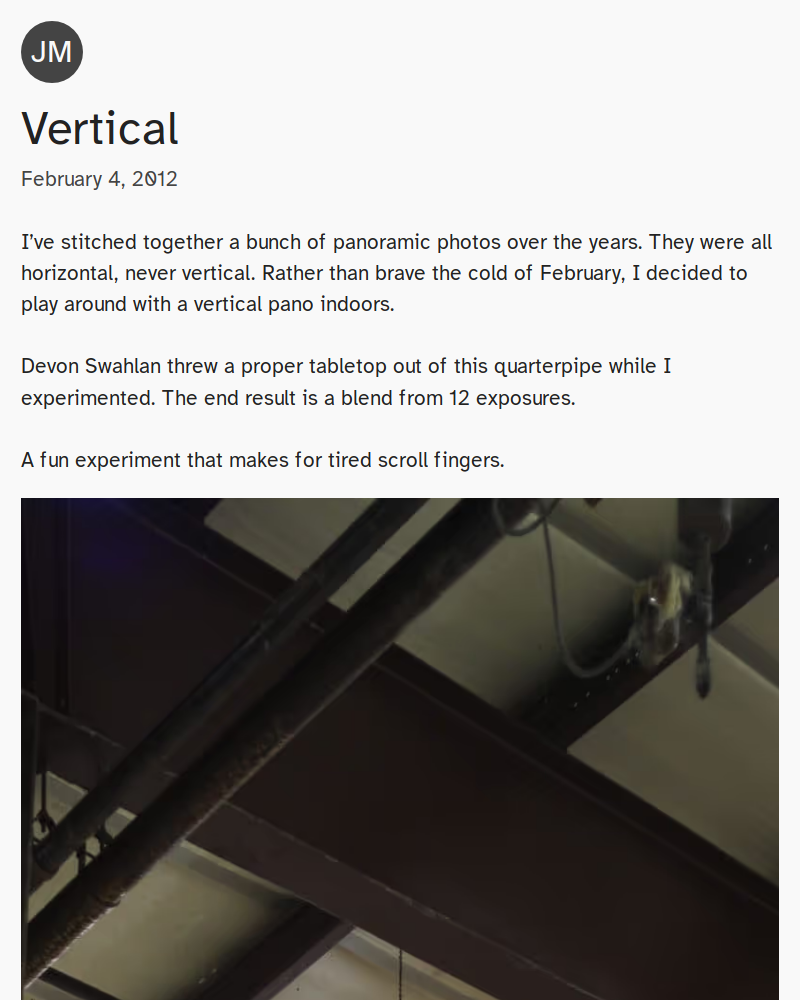 JM
Vertical
February 4, 2012
I’ve stitched together a bunch of panoramic photos over the years. They were all
horizontal, never vertical. Rather than brave the cold of February, I decided to
play around with a vertical pano indoors.
Devon Swahlan threw a proper tabletop out of this quarterpipe while I
experimented. The end result is a blend from 12 exposures.
A fun experiment that makes for tired scroll fingers.